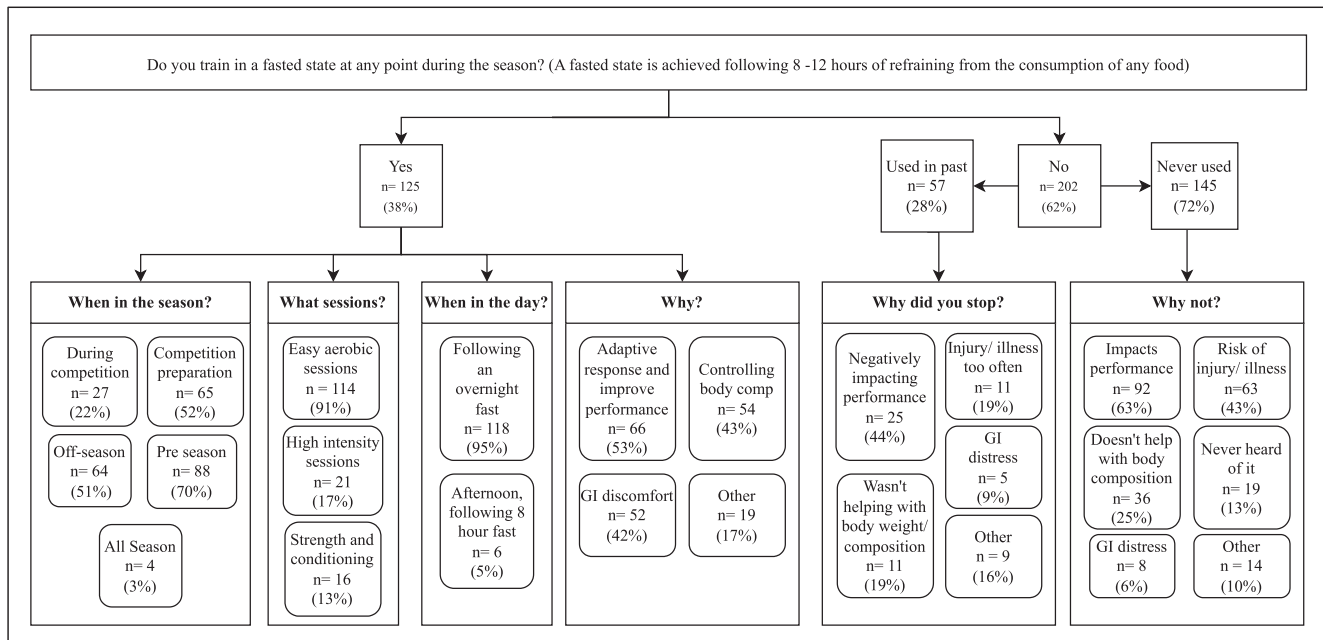 Do you train in a fasted state at any point during the season? (A fasted state is achieved following 8 -12 hours of refraining from the consumption of any food)
Yes
n= 125
(38%)
Used in past
n= 57
(28%)
No
n= 202
(62%)
Never used
n= 145
(72%)
When in the season?
During
competition
n= 27
(22%)
Competition
preparation
n= 65
(52%)
Off-season
n= 64
(51%)
Pre season
n= 88
(70%)
All Season
n= 4
(3%)
What sessions?
Easy aerobic
sessions
n = 114
(91%)
High intensity
sessions
n= 21
(17%)
Strength and
conditioning
n= 16
(13%)
When in the day?
Following
an
overnight
fast
n= 118
(95%)
Afternoon,
following 8
hour fast
n= 6
(5%)
Why?
Adaptive
response and
improve
performance
n= 66
(53%)
Controlling
body comp
n= 54
(43%)
GI discomfort
n= 52
(42%)
Other
n= 19
(17%)
Why did you stop?
Negatively
impacting
performance
n= 25
(44%)
Injury/ illness
too often
n= 11
(19%)
GI
distress
n= 5
(9%)
Wasn't
helping with
body weight/
composition
n= 11
(19%)
Other
n = 9
(16%)
Why not?
Impacts
performance
n= 92
(63%)
Risk of
injury/ illness
n=63
(43%)
Doesn't help
with body
composition
n= 36
(25%)
Never heard
of it
n= 19
(13%)
GI distress
n= 8
(6%)
Other
n = 14
(10%)